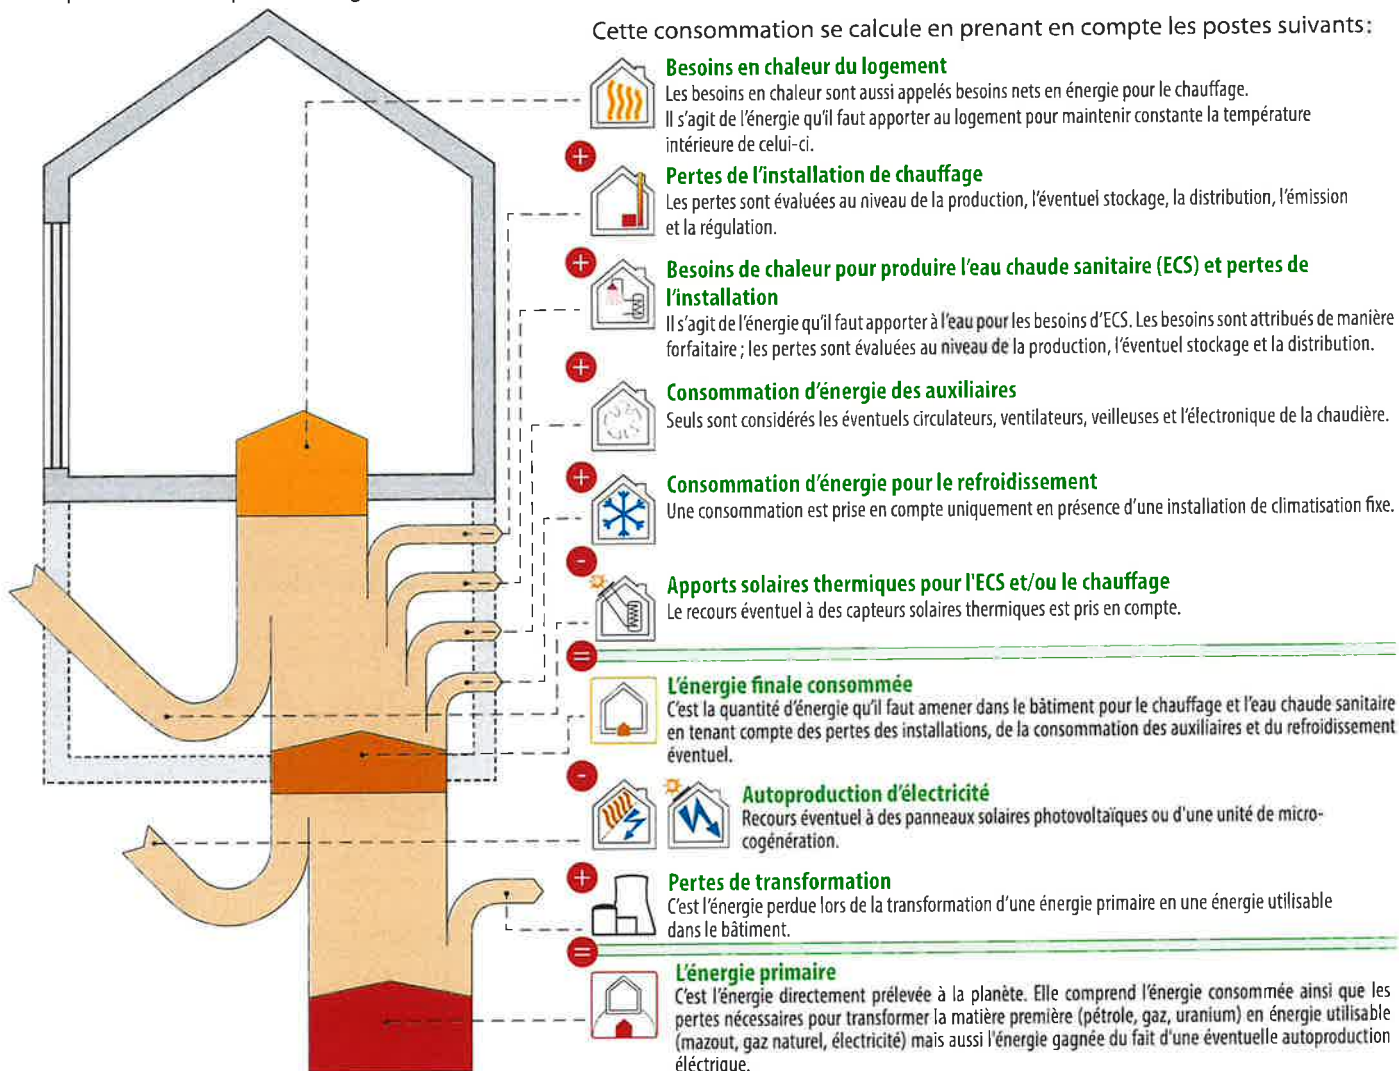 Cette consommation se calcule en prenant en compte les postes suivants :
Besoins en chaleur du logement
Les besoins en chaleur sont aussi appelés besoins nets en énergie pour le chauffage.
Il s'agit de l'énergie qu'il faut apporter au logement pour maintenir constante la température
intérieure de celui-ci.
+
Pertes de l'installation de chauffage
Les pertes sont évaluées au niveau de la production, l'éventuel stockage, la distribution, l'émission
et la régulation.
+
Besoins de chaleur pour produire l'eau chaude sanitaire (ECS) et pertes de
l'installation
Il s'agit de l'énergie qu'il faut apporter à l'eau pour les besoins d'ECS. Les besoins sont attribués de manière
forfaitaire ; les pertes sont évaluées au niveau de la production, l'éventuel stockage et la distribution.
+
Consommation d'énergie des auxiliaires
Seuls sont considérés les éventuels circulateurs, ventilateurs, veilleuses et l'électronique de la chaudière.
+
Consommation d'énergie pour le refroidissement
Une consommation est prise en compte uniquement en présence d'une installation de climatisation fixe.
-
Apports solaires thermiques pour l'ECS et/ou le chauffage
Le recours éventuel à des capteurs solaires thermiques est pris en compte.
=
L'énergie finale consommée
C'est la quantité d'énergie qu'il faut amener dans le bâtiment pour le chauffage et l'eau chaude sanitaire
en tenant compte des pertes des installations, de la consommation des auxiliaires et du refroidissement
éventuel.
-
Autoproduction d'électricité
Recours éventuel à des panneaux solaires photovoltaïques ou d'une unité de micro-
cogénération.
+
Pertes de transformation
C'est l'énergie perdue lors de la transformation d'une énergie primaire en une énergie utilisable
dans le bâtiment.
=
L'énergie primaire
C'est l'énergie directement prélevée à la planète. Elle comprend l'énergie consommée ainsi que les
pertes nécessaires pour transformer la matière première (pétrole, gaz, uranium) en énergie utilisable
(mazout, gaz naturel, électricité) mais aussi l'énergie gagnée du fait d'une éventuelle autoproduction
éléctrique.